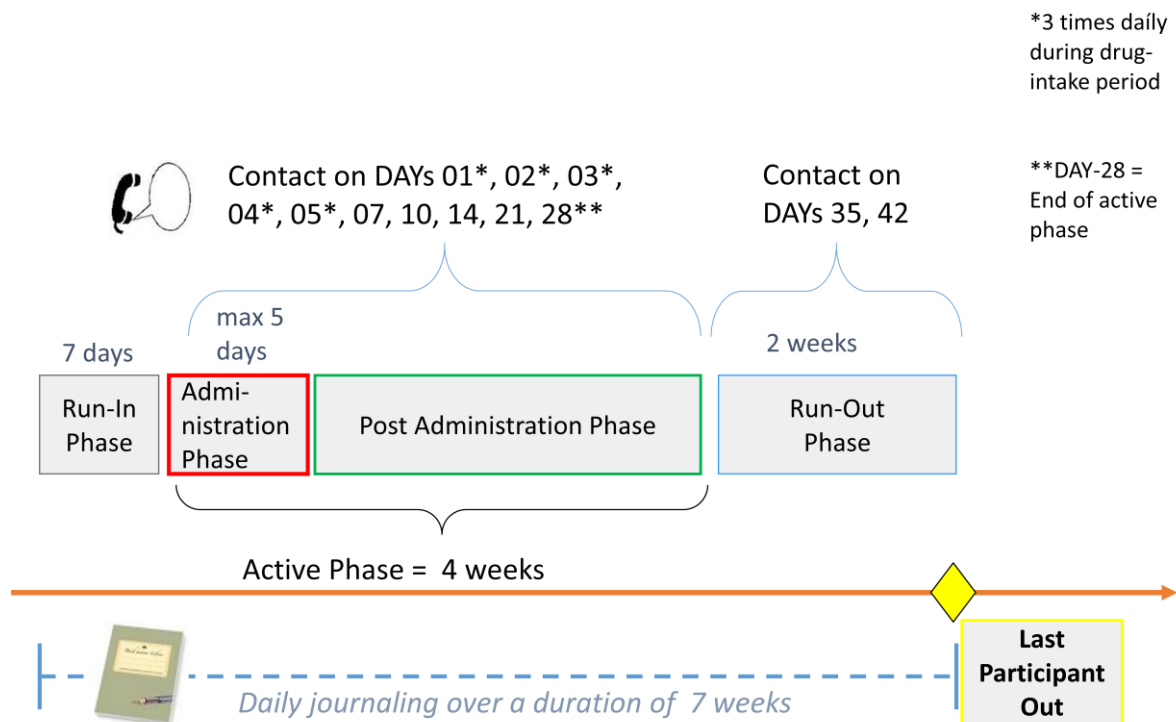 *3 times daily
during drug-
intake period
Contact on DAYs 01*, 02*, 03*,
04*, 05*, 07, 10, 14, 21, 28**
Contact on
DAYs 35, 42
**DAY-28 =
End of active
phase
7 days
max 5
days
2 weeks
Run-In
Phase
Admi-
nistration
Phase
Post Administration Phase
Run-Out
Phase
Active Phase = 4 weeks
Daily journaling over a duration of 7 weeks
Last
Participant
Out